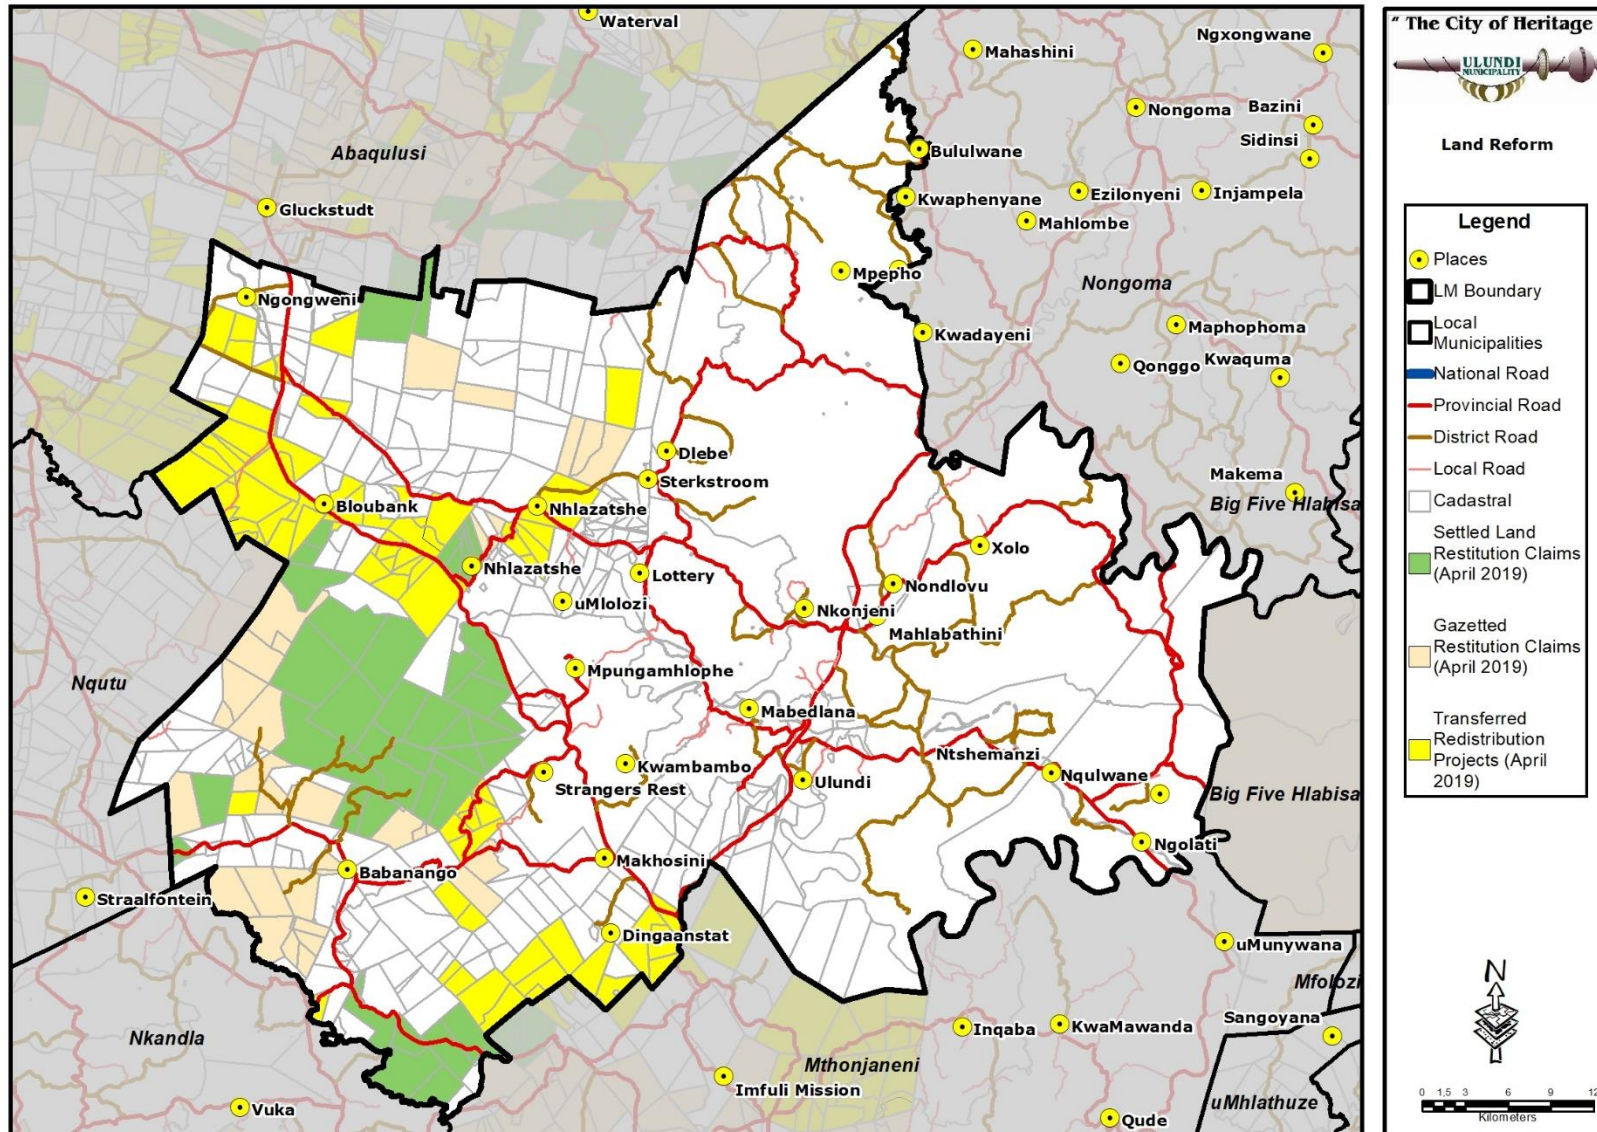 Waterval
Mahashini
Ngxongwane
Nongoma
Bazini
Sidinsi
Abaqulusi
Bululwane
Gluckstudt
Kwaphenyane
Ezilonyeni
Injampela
Mahlombe
Mpepho
Nongoma
Ngongweni
Kwadayeni
Maphophoma
Qonggo
Kwaquma
Dlebe
Sterkstroom
Makema
Big Five Hlabisa
Bloubank
Nhlazatshe
Xolo
Nhlazatshe
Lottery
Nondlovu
uMlolozi
Nkonjeni
Mahlabathini
Nqutu
Mpungamhlophe
Mabedlana
Ntshemanzi
Kwambambo
Strangers Rest
Ulundi
Nqulwane
Big Five Hlabisa
Ngolati
Makhosini
Babanango
Straalfontein
Dingaanstat
uMunywana
Mfolozi
Sangoyana
Nkandla
Inqaba
KwaMawanda
Mthonjaneni
Imfuli Mission
uMhlathuze
Vuka
Qude
" The City of Heritage
ULUNDI
MUNICIPALITY
Land Reform
Legend
Places
LM Boundary
Local
Municipalities
National Road
Provincial Road
District Road
Local Road
Cadastral
Settled Land
Restitution Claims
(April 2019)
Gazetted
Restitution Claims
(April 2019)
Transferred
Redistribution
Projects (April
2019)
N
0 1,5 3 6 9 12
Kilometers